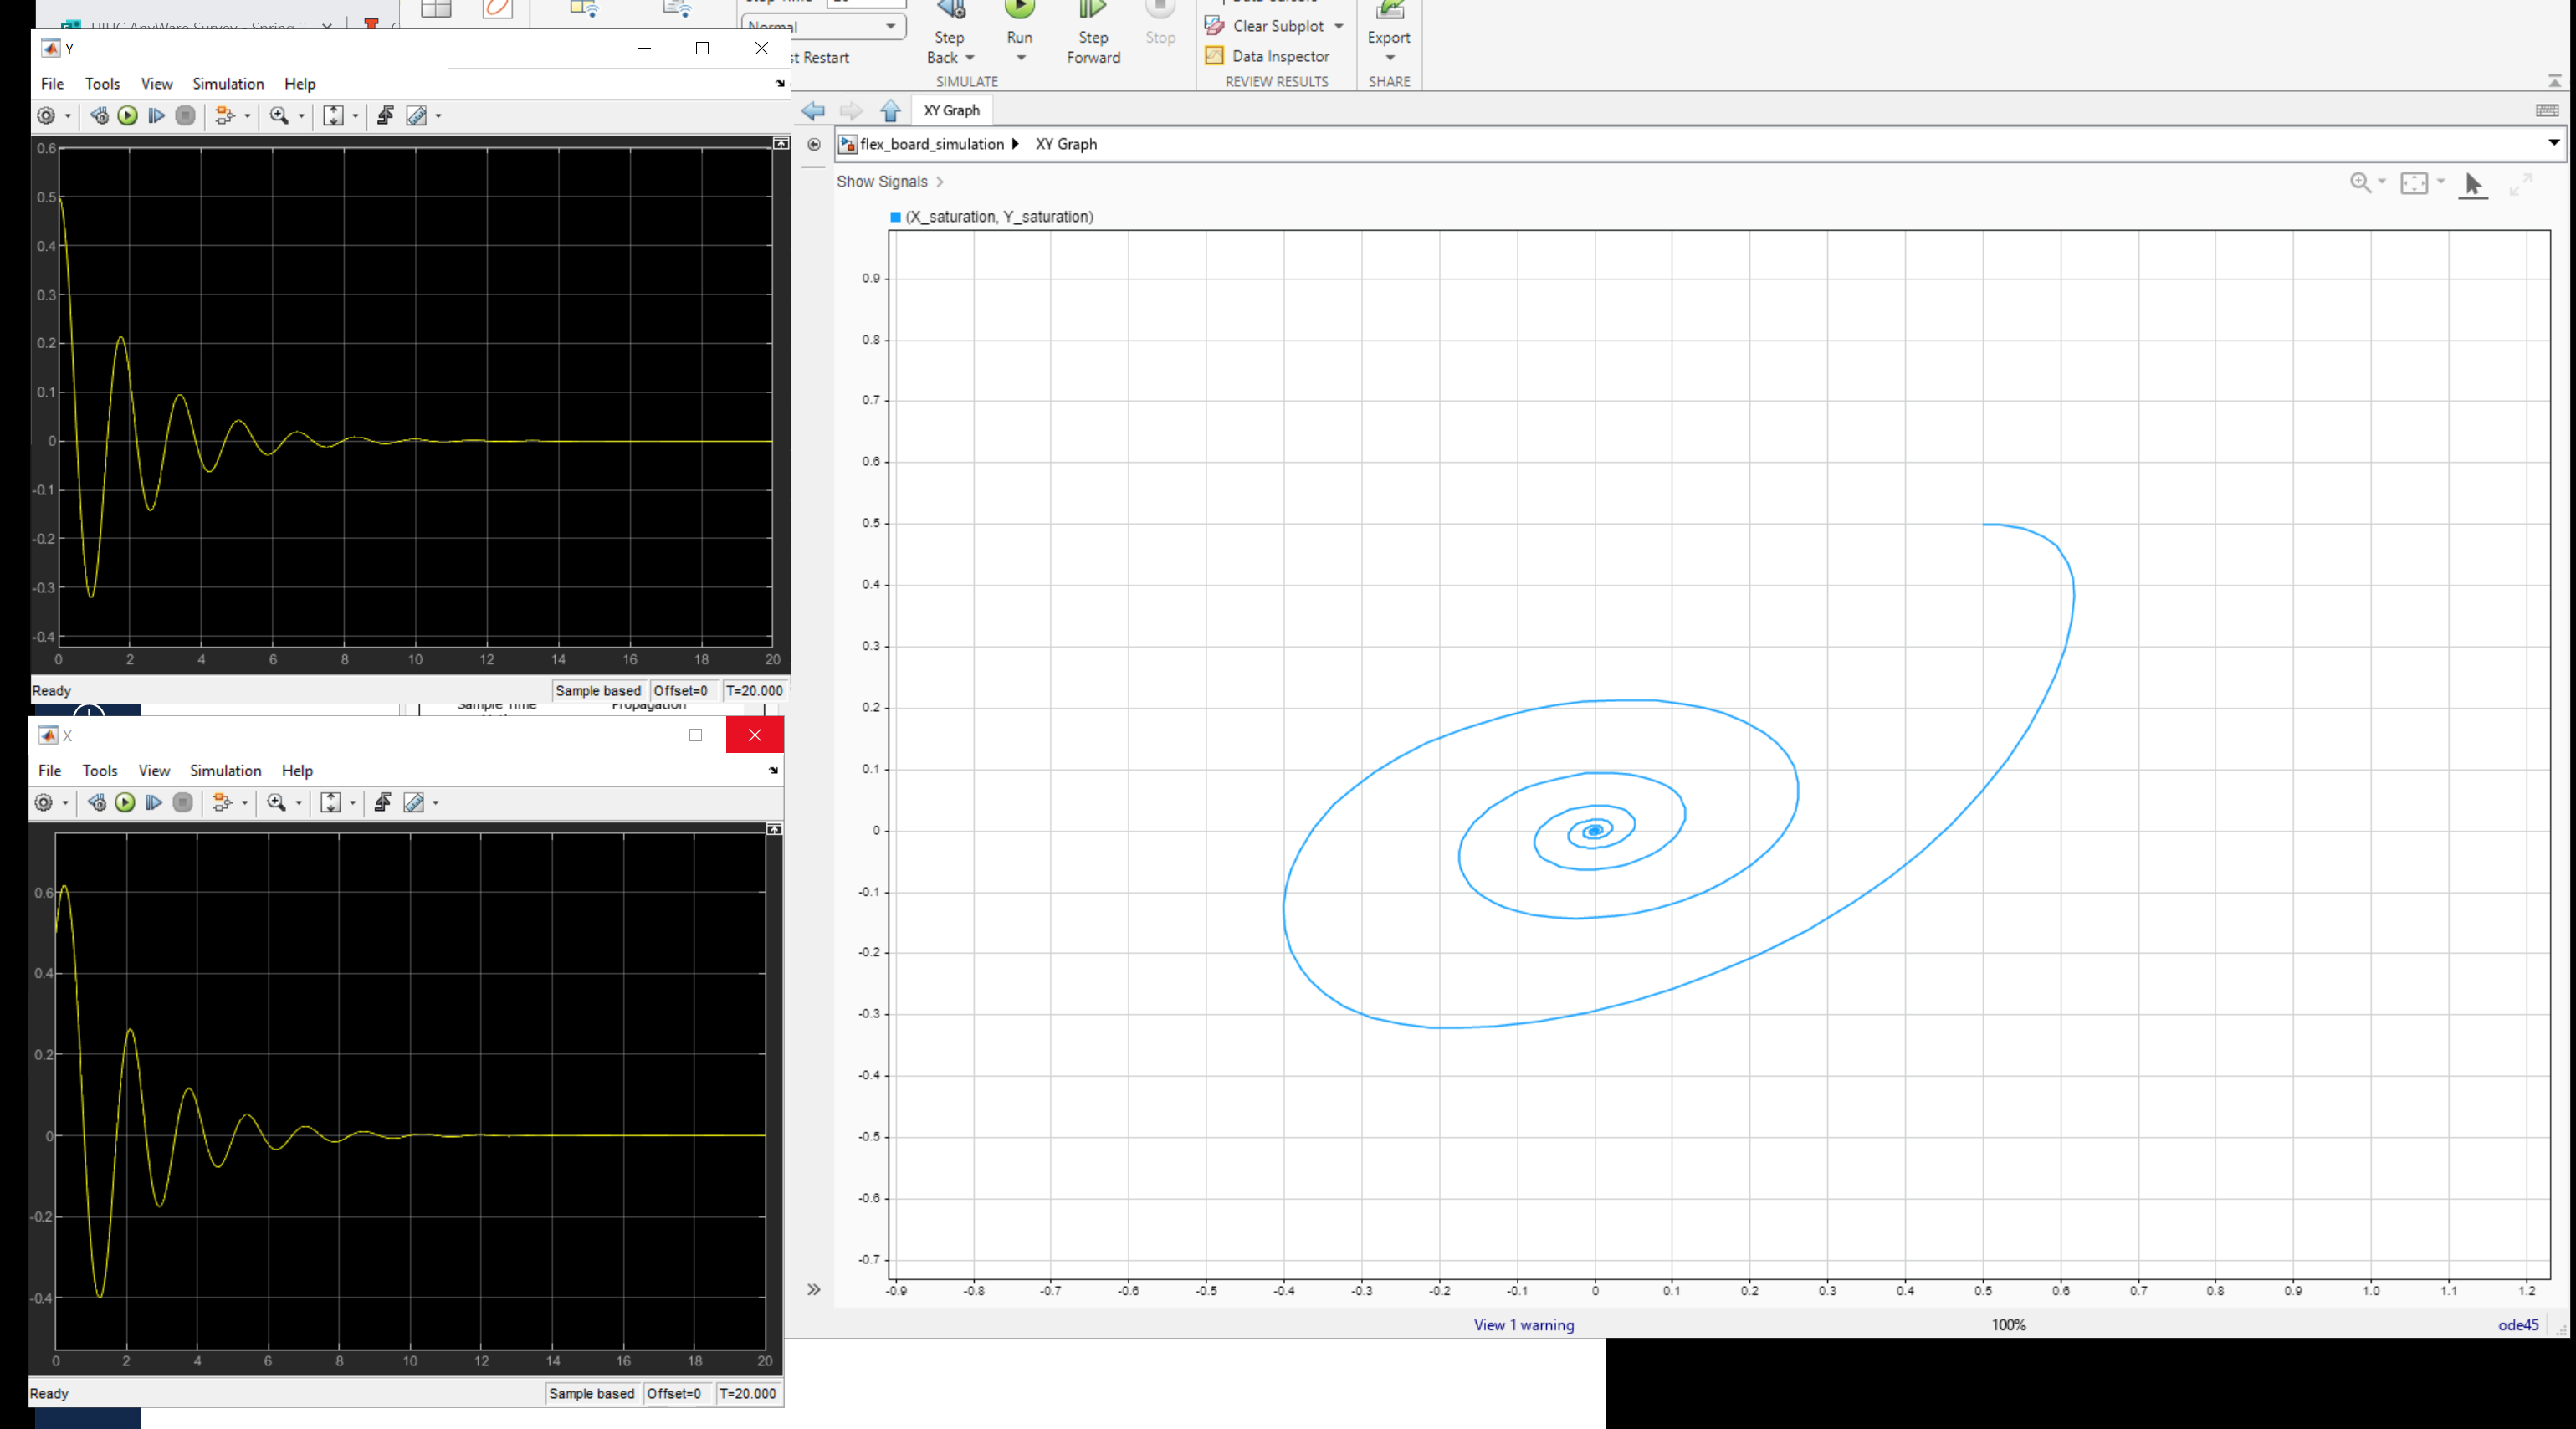 UIUC AnyWare Survey - Spring
Normal
st Restart
Step
Back
Run
Step
Forward
Stop
Clear Subplot
Data Inspector
Export
SIMULATE
REVIEW RESULTS
SHARE
Y
File Tools View Simulation Help
0.6
0.5
0.4
0.3
0.2
0.1
0
-0.1
-0.2
-0.3
-0.4
0 2 4 6 8 10 12 14 16 18 20
Ready Sample based Offset=0 T=20.000
Sample Time Propagation
X
File Tools View Simulation Help
0.6
0.4
0.2
0
-0.2
-0.4
0 2 4 6 8 10 12 14 16 18 20
Ready Sample based Offset=0 T=20.000
XY Graph
flex_board_simulation XY Graph
Show Signals
(X_saturation, Y_saturation)
0.9
0.8
0.7
0.6
0.5
0.4
0.3
0.2
0.1
0
-0.1
-0.2
-0.3
-0.4
-0.5
-0.6
-0.7
-0.9 -0.8 -0.7 -0.6 -0.5 -0.4 -0.3 -0.2 -0.1 0 0.1 0.2 0.3 0.4 0.5 0.6 0.7 0.8 0.9 1.0 1.1 1.2
View 1 warning 100% ode45